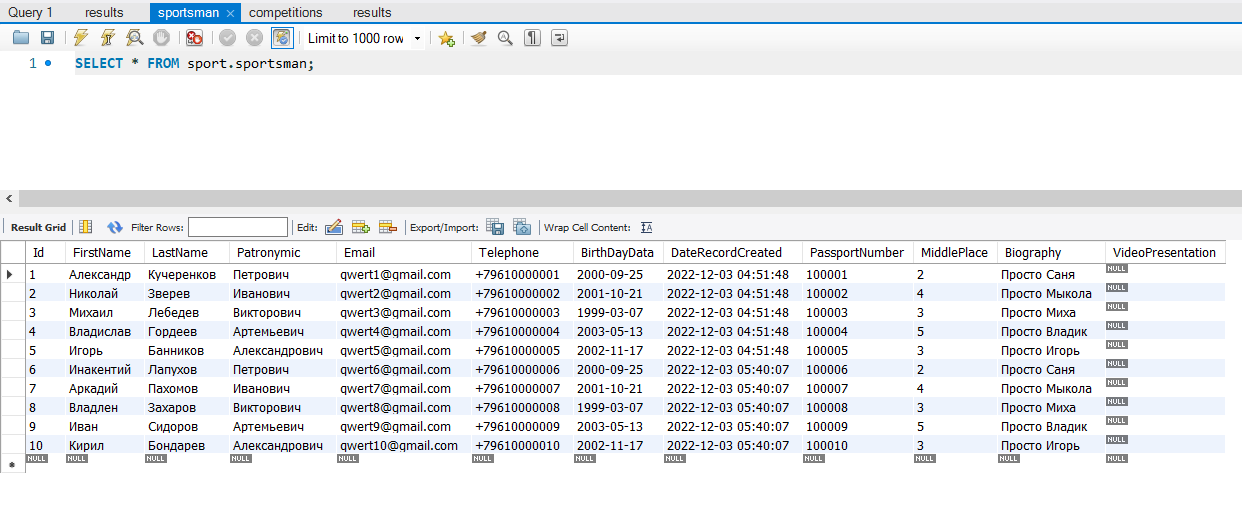 Query 1 results sportsman competitions results
Limit to 1000 row
1 SELECT * FROM sport.sportsman;
Result Grid Filter Rows: Edit: Export/Import: Wrap Cell Content:
Id FirstName LastName Patronymic Email Telephone BirthDayData DateRecordCreated PassportNumber MiddlePlace Biography VideoPresentation
1 Александр Кучеренков Петрович qwert1@gmail.com +79610000001 2000-09-25 2022-12-03 04:51:48 100001 2 Просто Саня NULL
2 Николай Зверев Иванович qwert2@gmail.com +79610000002 2001-10-21 2022-12-03 04:51:48 100002 4 Просто Мыкола NULL
3 Михаил Лебедев Викторович qwert3@gmail.com +79610000003 1999-03-07 2022-12-03 04:51:48 100003 3 Просто Миха NULL
4 Владислав Гордеев Артемьевич qwert4@gmail.com +79610000004 2003-05-13 2022-12-03 04:51:48 100004 5 Просто Владик NULL
5 Игорь Банников Александрович qwert5@gmail.com +79610000005 2002-11-17 2022-12-03 04:51:48 100005 3 Просто Игорь NULL
6 Инакентий Лапухов Петрович qwert6@gmail.com +79610000006 2000-09-25 2022-12-03 05:40:07 100006 2 Просто Саня NULL
7 Аркадий Пахомов Иванович qwert7@gmail.com +79610000007 2001-10-21 2022-12-03 05:40:07 100007 4 Просто Мыкола NULL
8 Владлен Захаров Викторович qwert8@gmail.com +79610000008 1999-03-07 2022-12-03 05:40:07 100008 3 Просто Миха NULL
9 Иван Сидоров Артемьевич qwert9@gmail.com +79610000009 2003-05-13 2022-12-03 05:40:07 100009 5 Просто Владик NULL
10 Кирил Бондарев Александрович qwert10@gmail.com +79610000010 2002-11-17 2022-12-03 05:40:07 100010 3 Просто Игорь NULL
NULL NULL NULL NULL NULL NULL NULL NULL NULL NULL NULL NULL